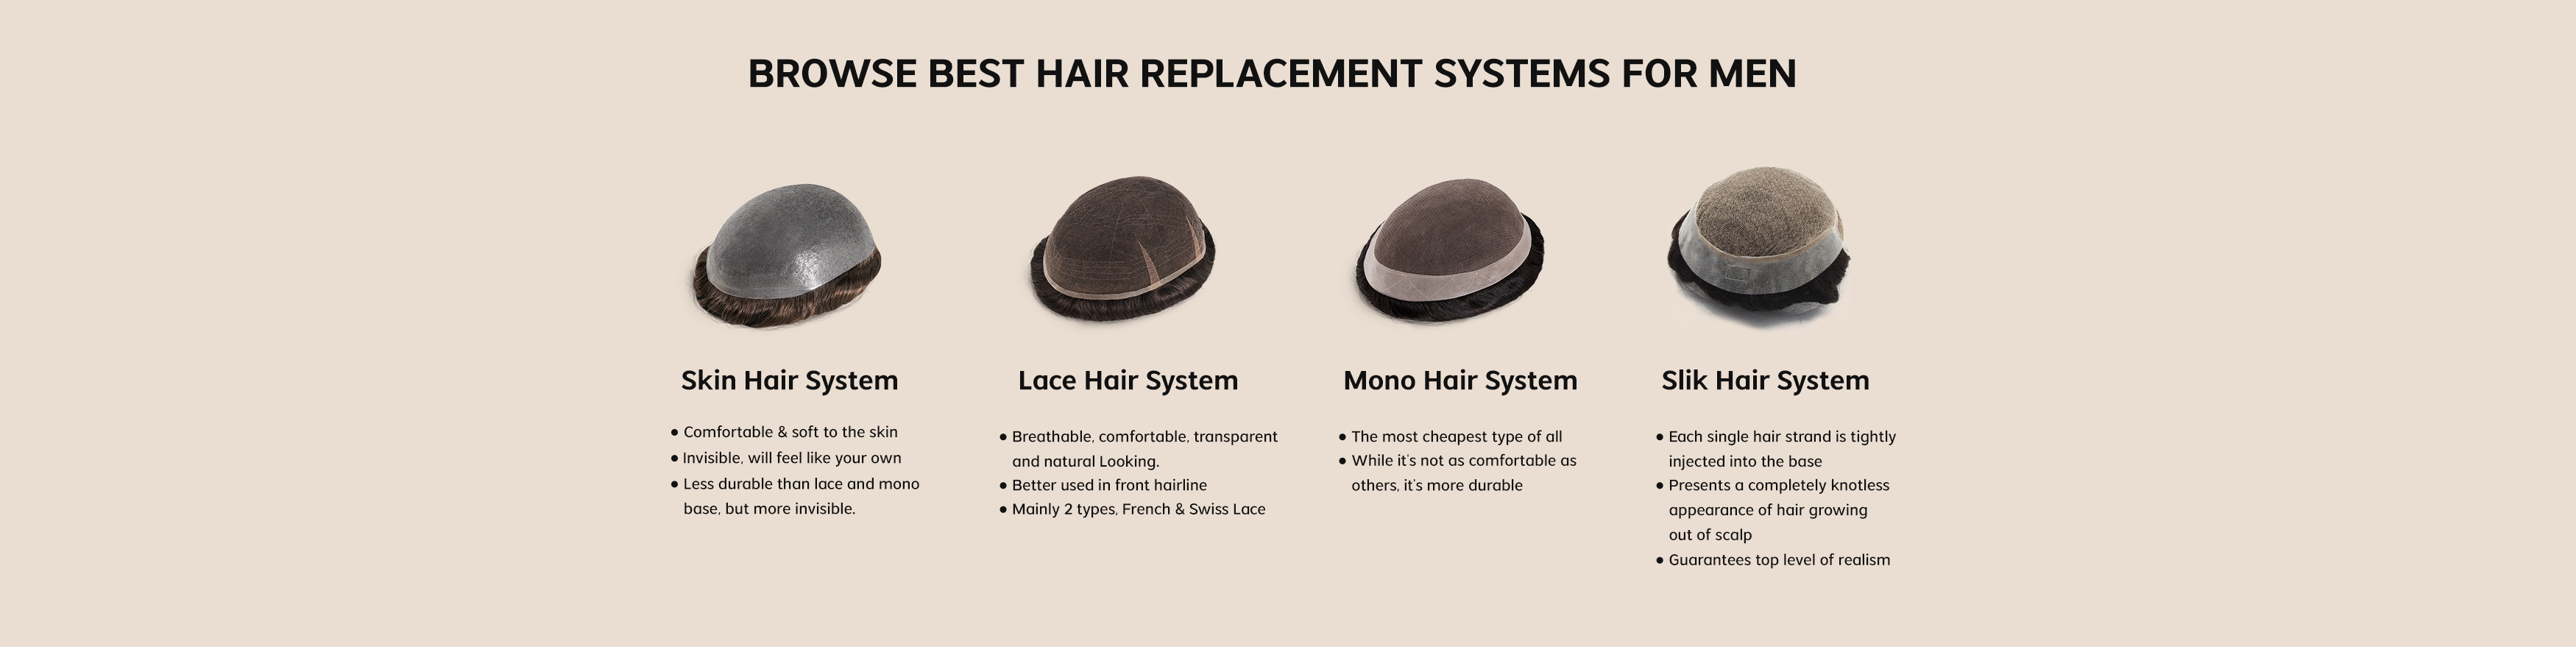 BROWSE BEST HAIR REPLACEMENT SYSTEMS FOR MEN
Skin Hair System
● Comfortable & soft to the skin
● Invisible, will feel like your own
● Less durable than lace and mono
base, but more invisible.
Lace Hair System
● Breathable, comfortable, transparent
and natural Looking.
● Better used in front hairline
● Mainly 2 types, French & Swiss Lace
Mono Hair System
● The most cheapest type of all
● While it's not as comfortable as
others, it's more durable
Slik Hair System
● Each single hair strand is tightly
injected into the base
● Presents a completely knotless
appearance of hair growing
out of scalp
● Guarantees top level of realism